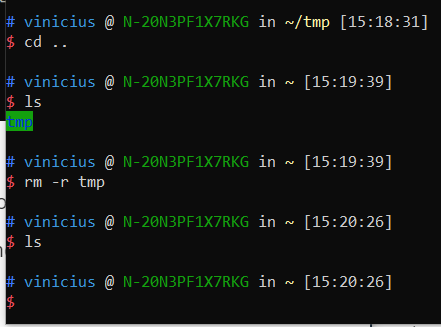 # vinicius @ N-20N3PF1X7RKG in ~/tmp [15:18:31]
$ cd ..
# vinicius @ N-20N3PF1X7RKG in ~ [15:19:39]
$ ls
tmp
# vinicius @ N-20N3PF1X7RKG in ~ [15:19:39]
$ rm -r tmp
# vinicius @ N-20N3PF1X7RKG in ~ [15:20:26]
$ ls
# vinicius @ N-20N3PF1X7RKG in ~ [15:20:26]
$